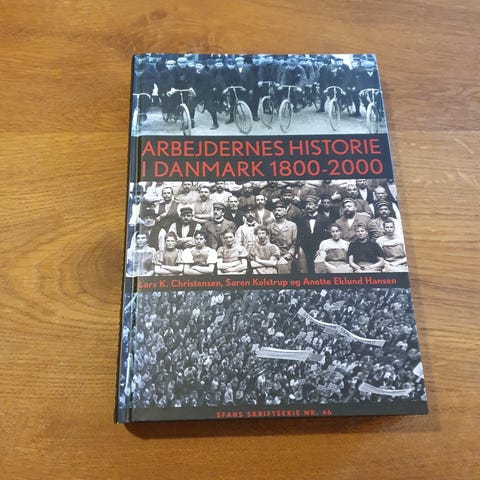 ARBEJDERNES HISTORIE
I DANMARK 1800-2000
Lars K. Christensen, Søren Kolstrup og Anette Eklund Hansen
SFAHS SKRIFTSERIE NR. 46